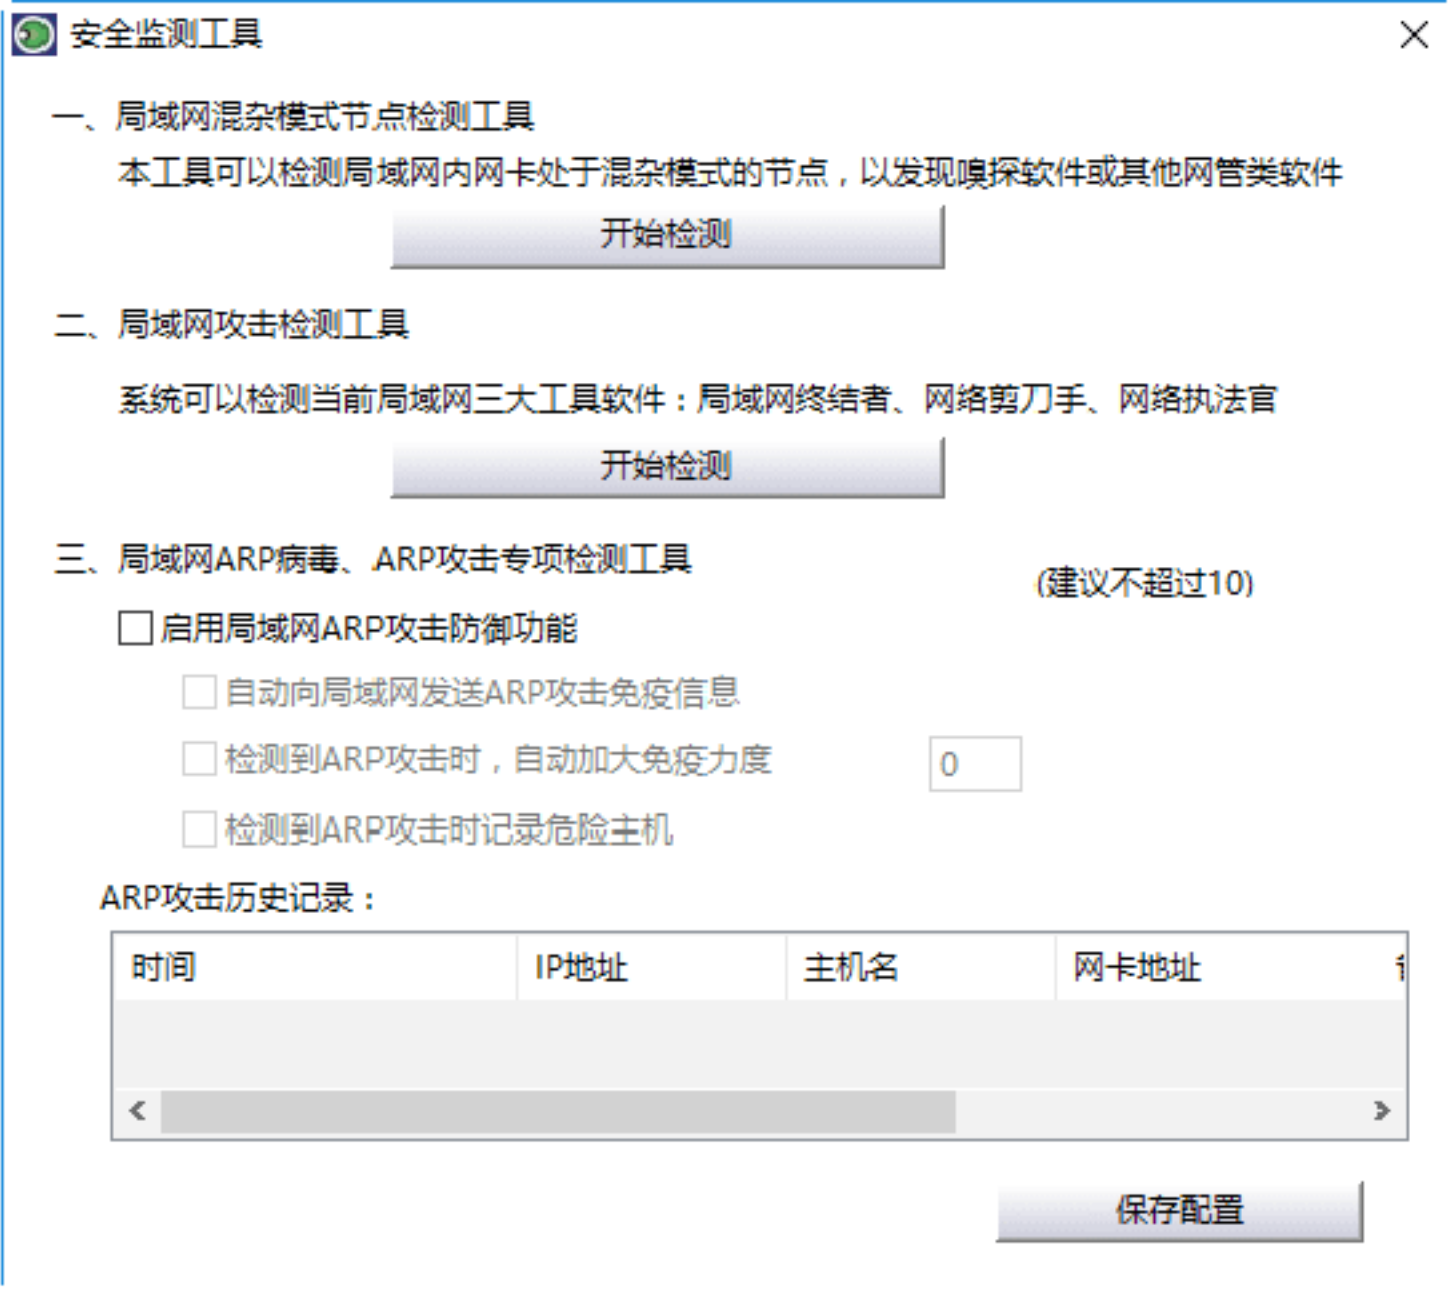 安全监测工具
一、局域网混杂模式节点检测工具
本工具可以检测局域网内网卡处于混杂模式的节点，以发现嗅探软件或其他网管类软件
开始检测
二、局域网攻击检测工具
系统可以检测当前局域网三大工具软件：局域网终结者、网络剪刀手、网络执法官
开始检测
三、局域网ARP病毒、ARP攻击专项检测工具
(建议不超过10)
启用局域网ARP攻击防御功能
自动向局域网发送ARP攻击免疫信息
检测到ARP攻击时，自动加大免疫力度 0
检测到ARP攻击时记录危险主机
ARP攻击历史记录：
时间 IP地址 主机名 网卡地址
保存配置